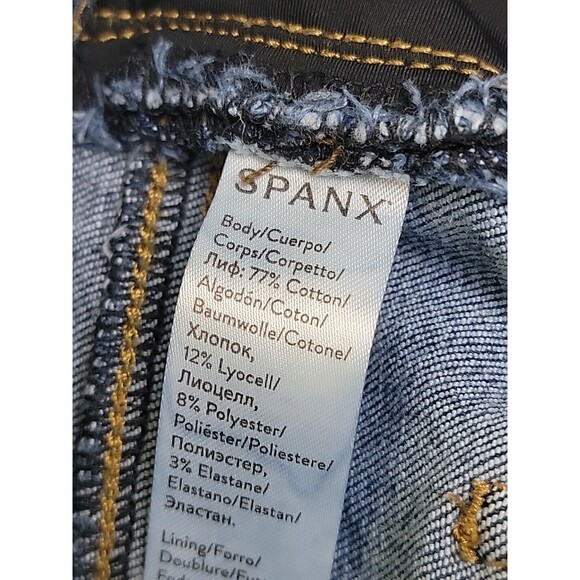 SPANX
Body/Cuerpo/
Corps/Corpetto/
Лиф: 77% Cotton/
Algodón/Coton/
Baumwolle/Cotone/
Хлопок,
12% Lyocell/
Лиоцелл,
8% Polyester/
Poliéster/Poliestere/
Полиэстер,
3% Elastane/
Elastano/Elastan/
Эластан.
Lining/Forro/
Doublure/